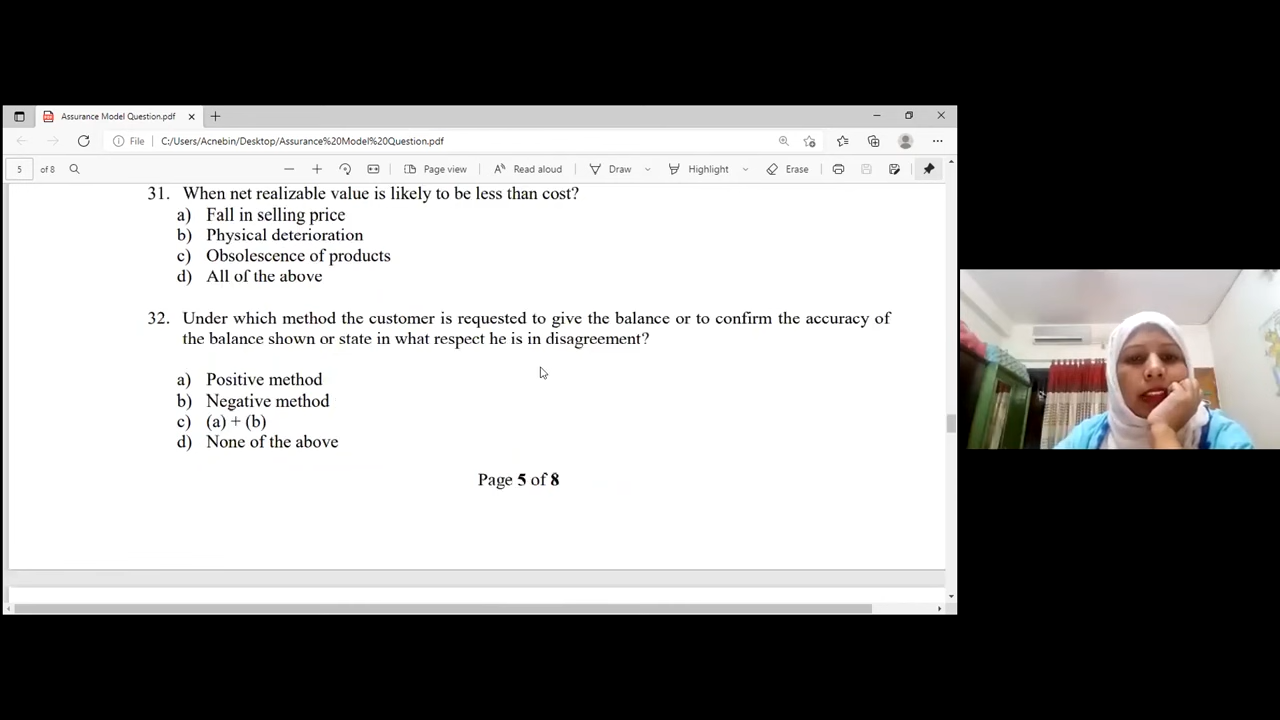 Assurance Model Question.pdf
File C:/Users/Acnebin/Desktop/Assurance%20Model%20Question.pdf
5 of 8 Page view Read aloud Draw Highlight Erase
31. When net realizable value is likely to be less than cost?
a) Fall in selling price
b) Physical deterioration
c) Obsolescence of products
d) All of the above
32. Under which method the customer is requested to give the balance or to confirm the accuracy of
the balance shown or state in what respect he is in disagreement?
a) Positive method
b) Negative method
c) (a) + (b)
d) None of the above
Page 5 of 8